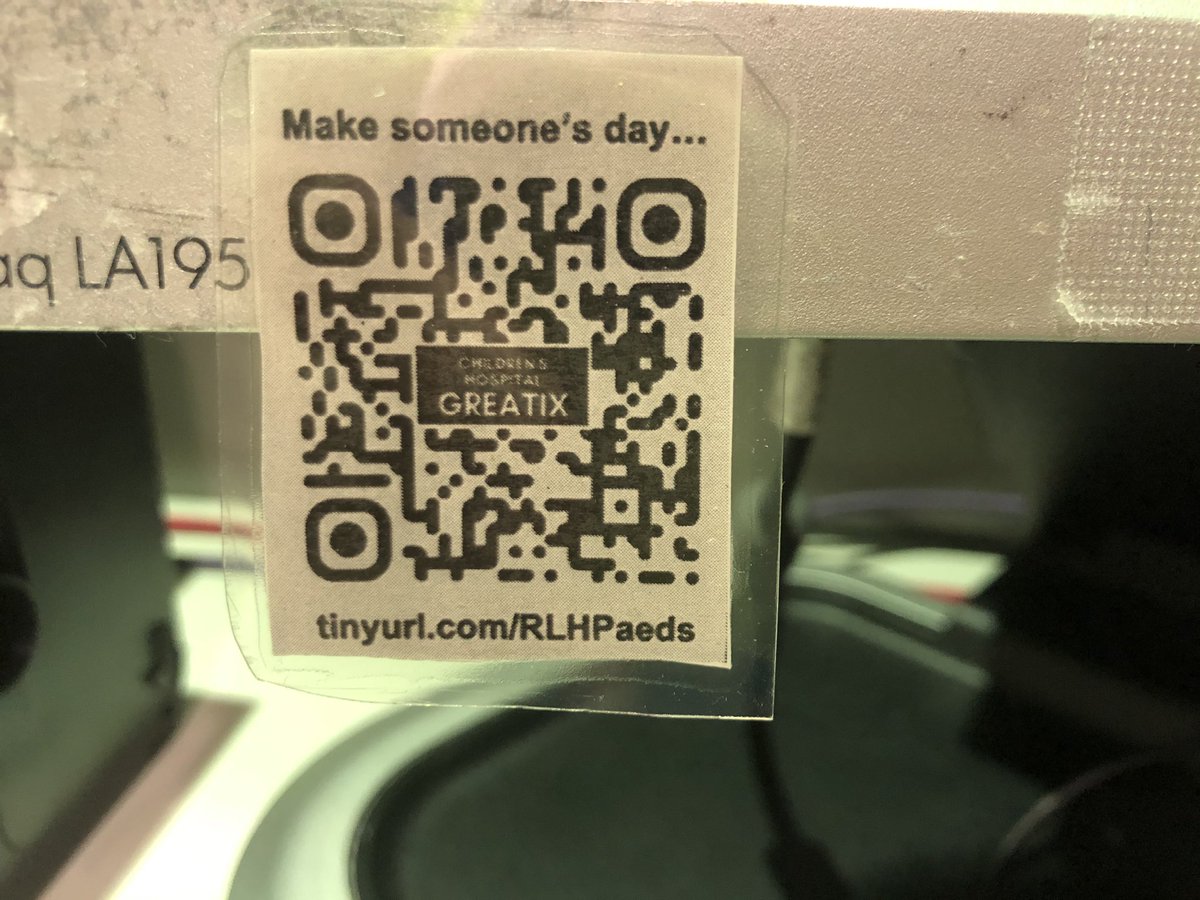 Make someone's day...
aq LA195
CHILDREN'S
HOSPITAL
GREATIX
tinyurl.com/RLHPaeds